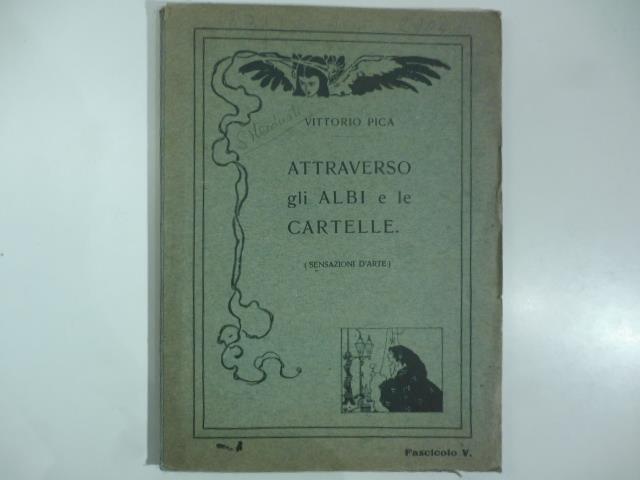 VITTORIO PICA
ATTRAVERSO
gli ALBI e le
CARTELLE.
(SENSAZIONI D'ARTE)
Fascicolo V.